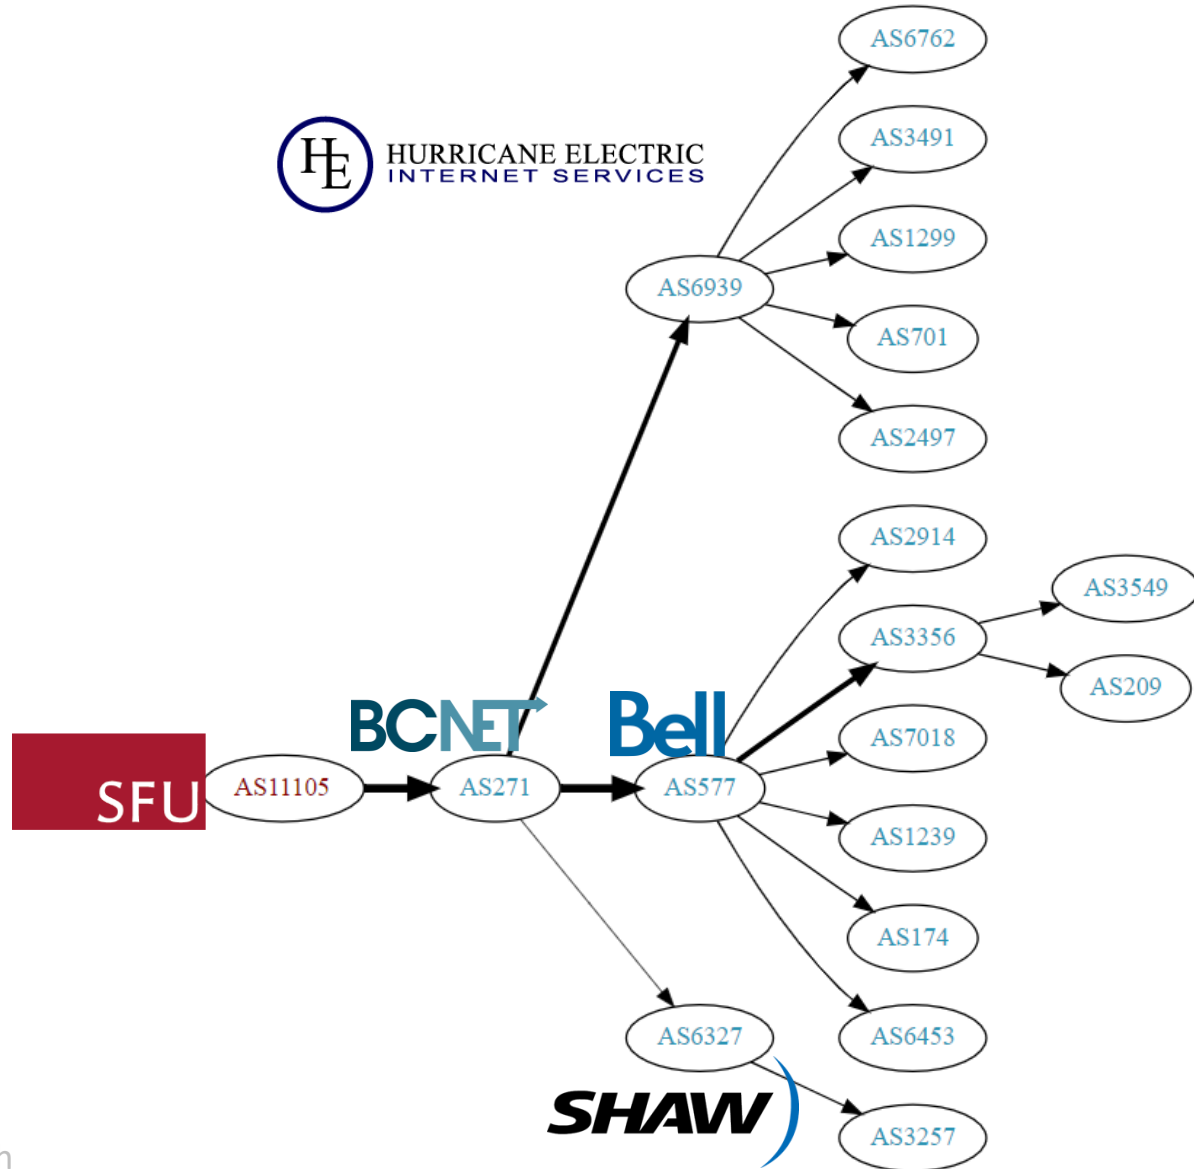 AS6762
HE HURRICANE ELECTRIC
INTERNET SERVICES
AS3491
AS1299
AS6939
AS701
AS2497
AS2914
AS3549
AS3356
AS209
BCNET
Bell
AS7018
SFU
AS11105
AS271
AS577
AS1239
AS174
AS6327
AS6453
SHAW
AS3257